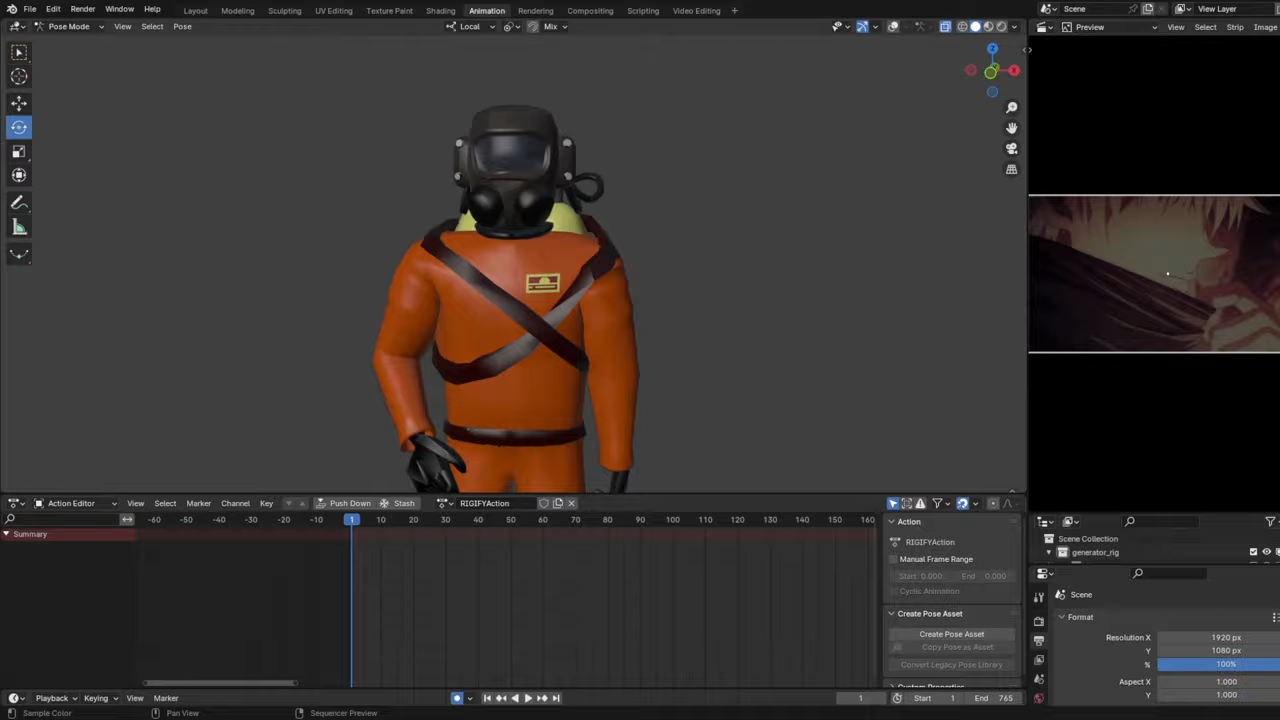 File Edit Render Window Help Layout Modeling Sculpting UV Editing Texture Paint Shading Animation Rendering Compositing Scripting Video Editing + Scene View Layer
Pose Mode View Select Pose Local Mix Preview View Select Strip Image
Z
X
Action Editor View Select Marker Channel Key Push Down Stash RIGIFYAction
-60 -50 -40 -30 -20 -10 1 10 20 30 40 50 60 70 80 90 100 110 120 130 140 150 160
Summary
Action
RIGIFYAction
Manual Frame Range
Start 0.000 End 0.000
Cyclic Animation
Create Pose Asset
Create Pose Asset
Copy Pose as Asset
Convert Legacy Pose Library
Custom Properties
Scene Collection
generator_rig
Scene
Format
Resolution X 1920 px
Y 1080 px
% 100%
Aspect X 1.000
Y 1.000
Playback Keying View Marker 1 Start 1 End 765
Sample Color Pan View Sequencer Preview